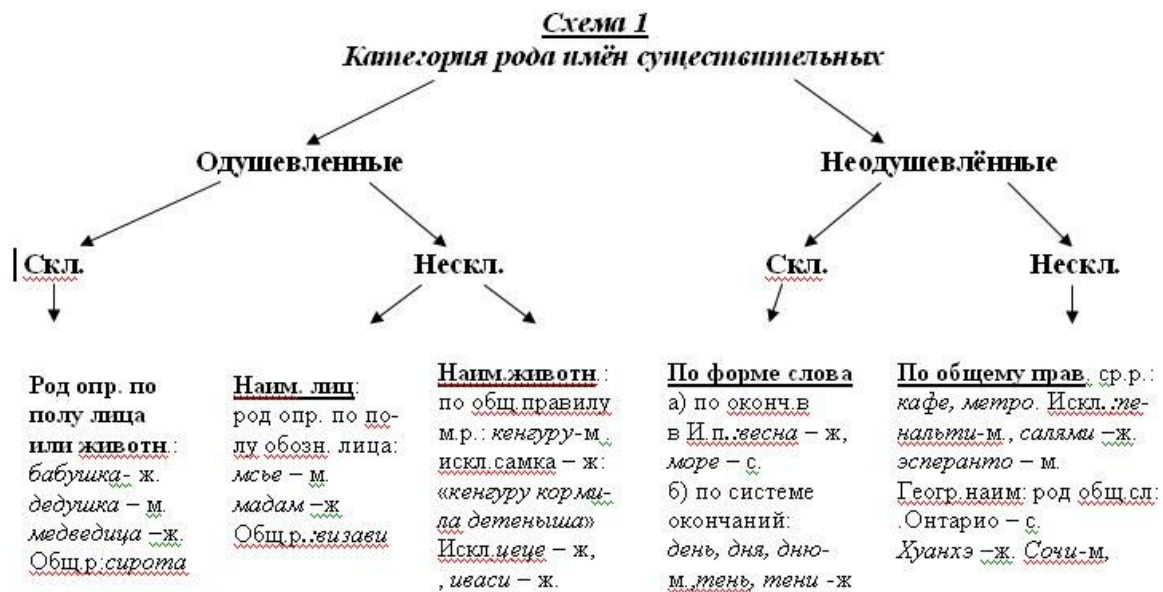 Схема 1
Категория рода имён существительных
Одушевленные
Неодушевлённые
Скл.
Нескл.
Скл.
Нескл.
Род опр. по
полу лица
или животн.:
бабушка- ж.
дедушка – м.
медведица –ж.
Общ.р:сирота
Наим. лиц:
род опр. по по-
лу обозн. лица:
мсье – м.
мадам –ж
Общ.р.:визави
Наим.животн.:
по общ.правилу
м.р.: кенгуру-м
искл.самка – ж:
«кенгуру корми-
ла детеныша»
Искл.цеце – ж,
, иваси – ж.
По форме слова
а) по оконч.в
в И.п.:весна – ж,
море – с.
б) по системе
окончаний:
день, дня, дню-
м.,тень, тени -ж
По общему прав. ср.р.:
кафе, метро. Искл.:пе-
нальти-м., салями –ж.
эсперанто – м.
Геогр.наим: род общ.сл:
.Онтарио – с.
Хуанхэ –ж. Сочи-м,